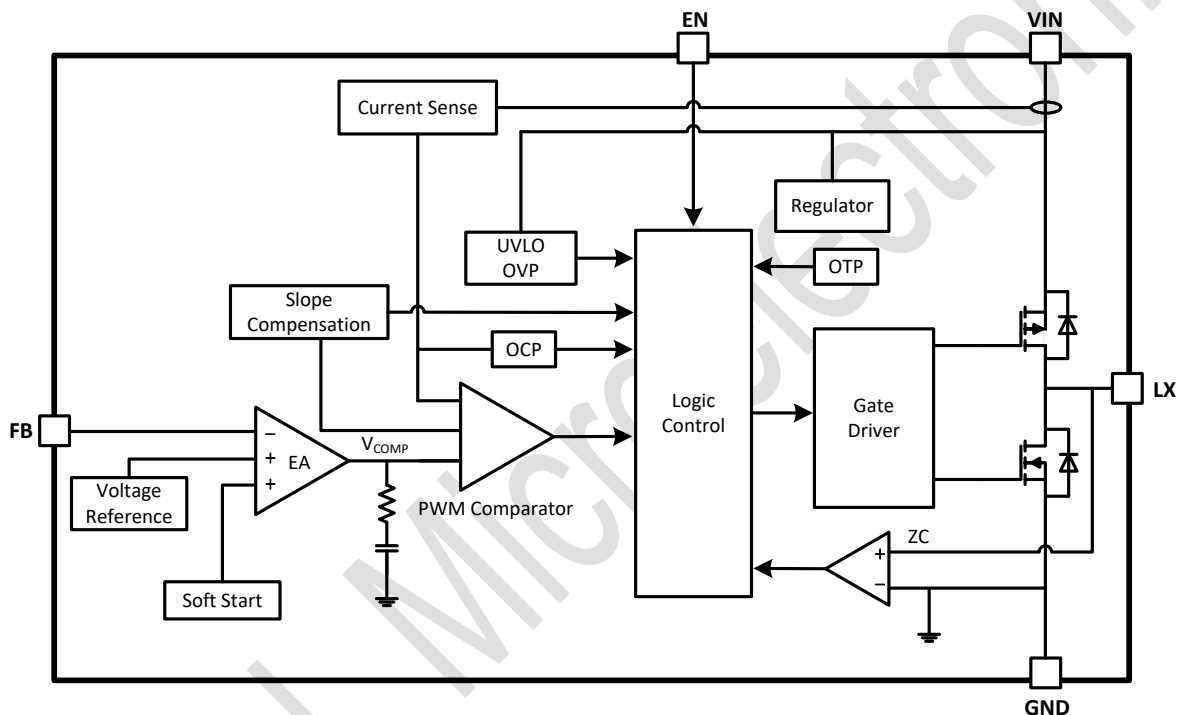 EN
VIN
Current Sense
Regulator
UVLO
OVP
OTP
Slope
Compensation
OCP
Logic
Control
Gate
Driver
LX
FB
−
+
+
EA
VCOMP
PWM Comparator
Voltage
Reference
Soft Start
ZC
+
−
GND
Microelectroni